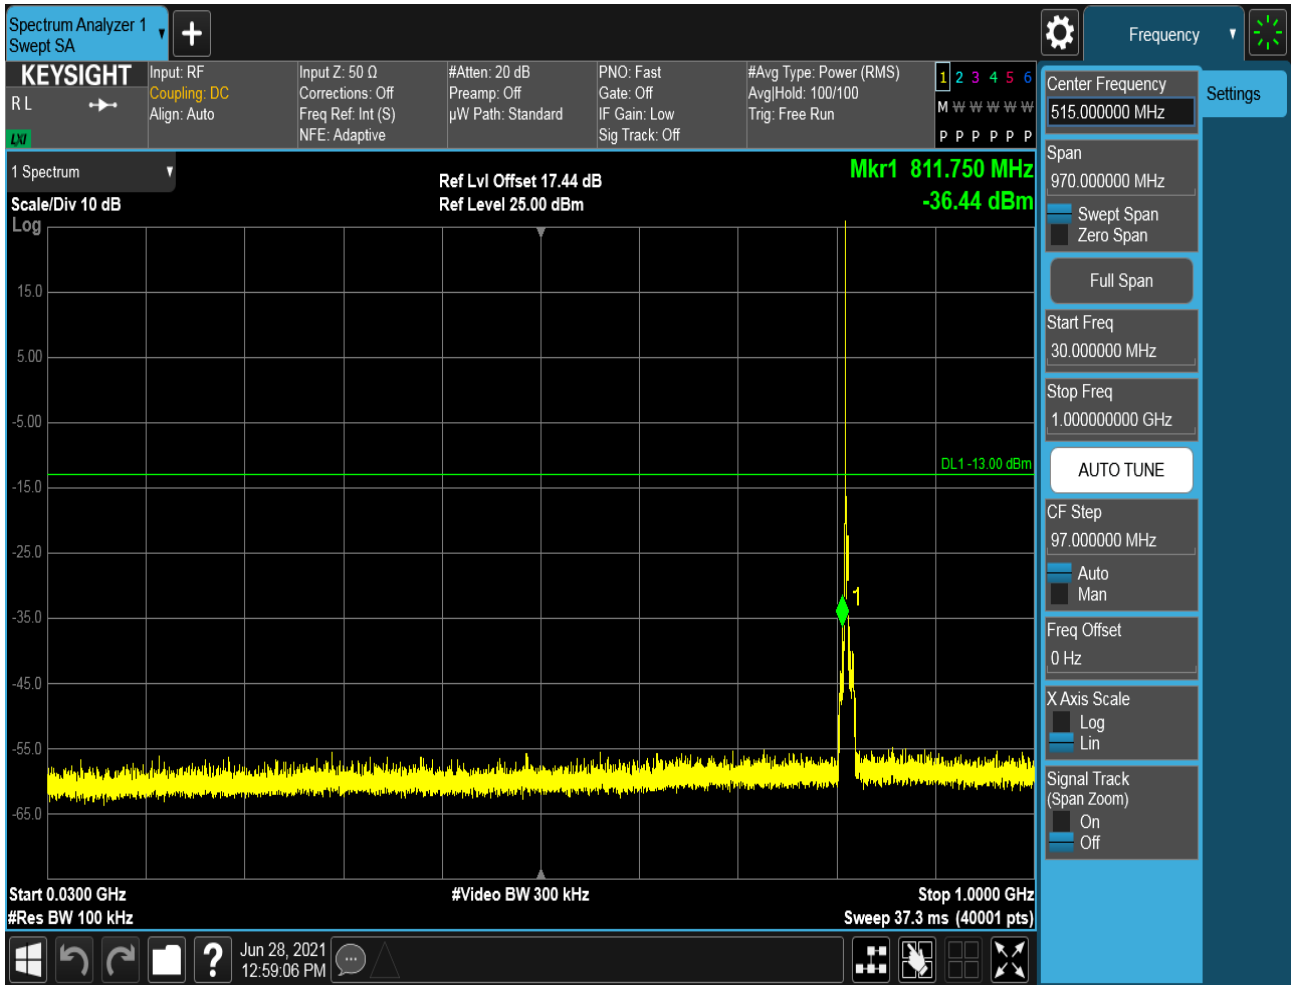 Spectrum Analyzer 1
Swept SA
Frequency
KEYSIGHT
R L
LXI
Input: RF
Coupling: DC
Align: Auto
Input Z: 50 Ω
Corrections: Off
Freq Ref: Int (S)
NFE: Adaptive
#Atten: 20 dB
Preamp: Off
µW Path: Standard
PNO: Fast
Gate: Off
IF Gain: Low
Sig Track: Off
#Avg Type: Power (RMS)
Avg|Hold: 100/100
Trig: Free Run
1 2 3 4 5 6
M W W W W W
P P P P P P
1 Spectrum
Scale/Div 10 dB
Log
Ref Lvl Offset 17.44 dB
Ref Level 25.00 dBm
Mkr1 811.750 MHz
-36.44 dBm
15.0
5.00
-5.00
-15.0
-25.0
-35.0
-45.0
-55.0
-65.0
DL1 -13.00 dBm
1
Start 0.0300 GHz
#Res BW 100 kHz
#Video BW 300 kHz
Stop 1.0000 GHz
Sweep 37.3 ms (40001 pts)
Center Frequency
515.000000 MHz
Settings
Span
970.000000 MHz
Swept Span
Zero Span
Full Span
Start Freq
30.000000 MHz
Stop Freq
1.000000000 GHz
AUTO TUNE
CF Step
97.000000 MHz
Auto
Man
Freq Offset
0 Hz
X Axis Scale
Log
Lin
Signal Track
(Span Zoom)
On
Off
?
Jun 28, 2021
12:59:06 PM